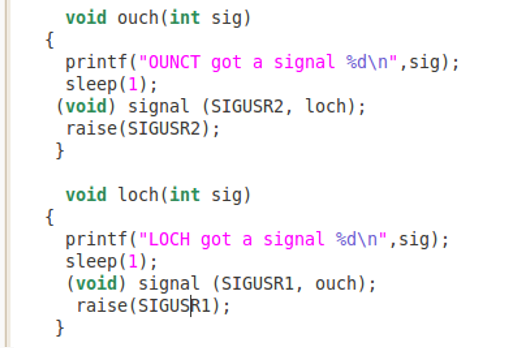 void ouch(int sig)
{
printf("OUNCT got a signal %d\n",sig);
sleep(1);
(void) signal (SIGUSR2, loch);
raise(SIGUSR2);
}
void loch(int sig)
{
printf("LOCH got a signal %d\n",sig);
sleep(1);
(void) signal (SIGUSR1, ouch);
raise(SIGUSR1);
}